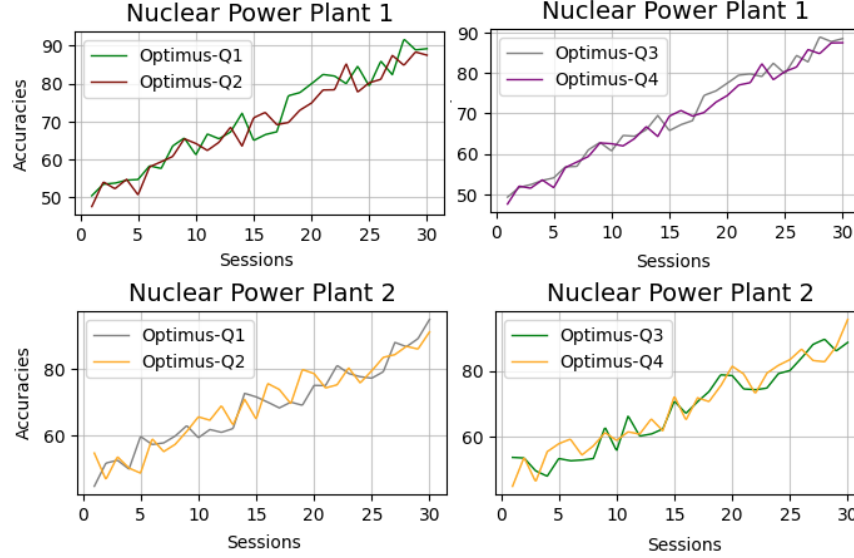 Nuclear Power Plant 1
Optimus-Q1
Optimus-Q2
Accuracies
90
80
70
60
50
0 5 10 15 20 25 30
Sessions
Nuclear Power Plant 1
Optimus-Q3
Optimus-Q4
90
80
70
60
50
0 5 10 15 20 25 30
Sessions
Nuclear Power Plant 2
Optimus-Q1
Optimus-Q2
Accuracies
80
60
0 5 10 15 20 25 30
Sessions
Nuclear Power Plant 2
Optimus-Q3
Optimus-Q4
80
60
0 5 10 15 20 25 30
Sessions